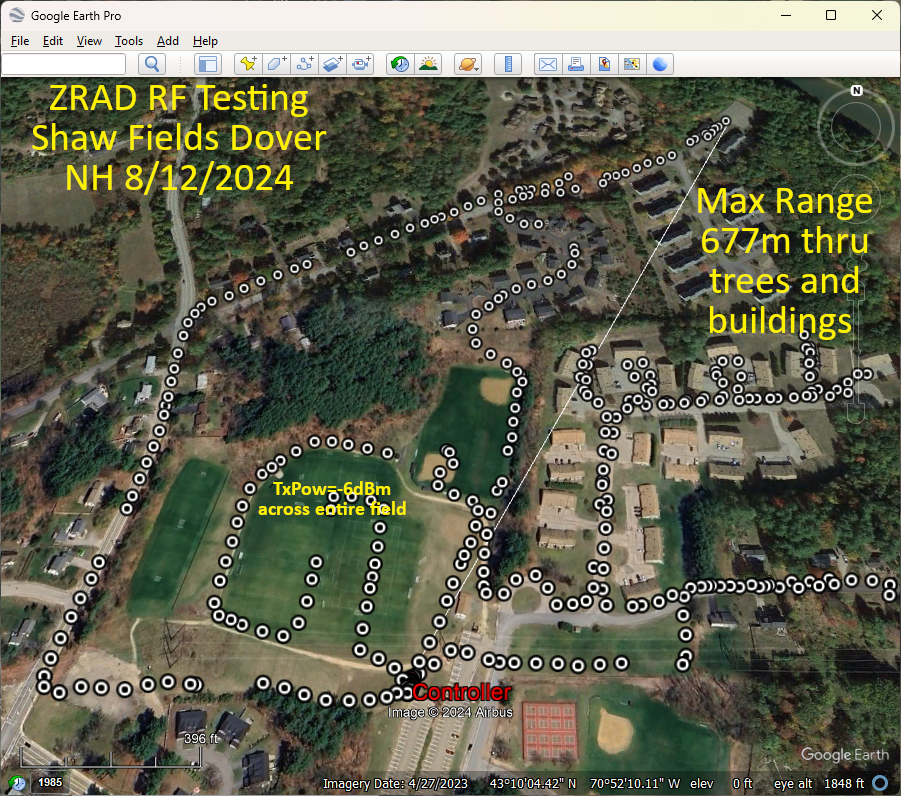 Google Earth Pro
File Edit View Tools Add Help
ZRAD RF Testing
Shaw Fields Dover
NH 8/12/2024
N
Max Range
677m thru
trees and
buildings
TxPow=-6dBm
across entire field
Controller
Image © 2024 Airbus
396 ft
Google Earth
1985
Imagery Date: 4/27/2023 43°10'04.42" N 70°52'10.11" W elev 0 ft eye alt 1848 ft